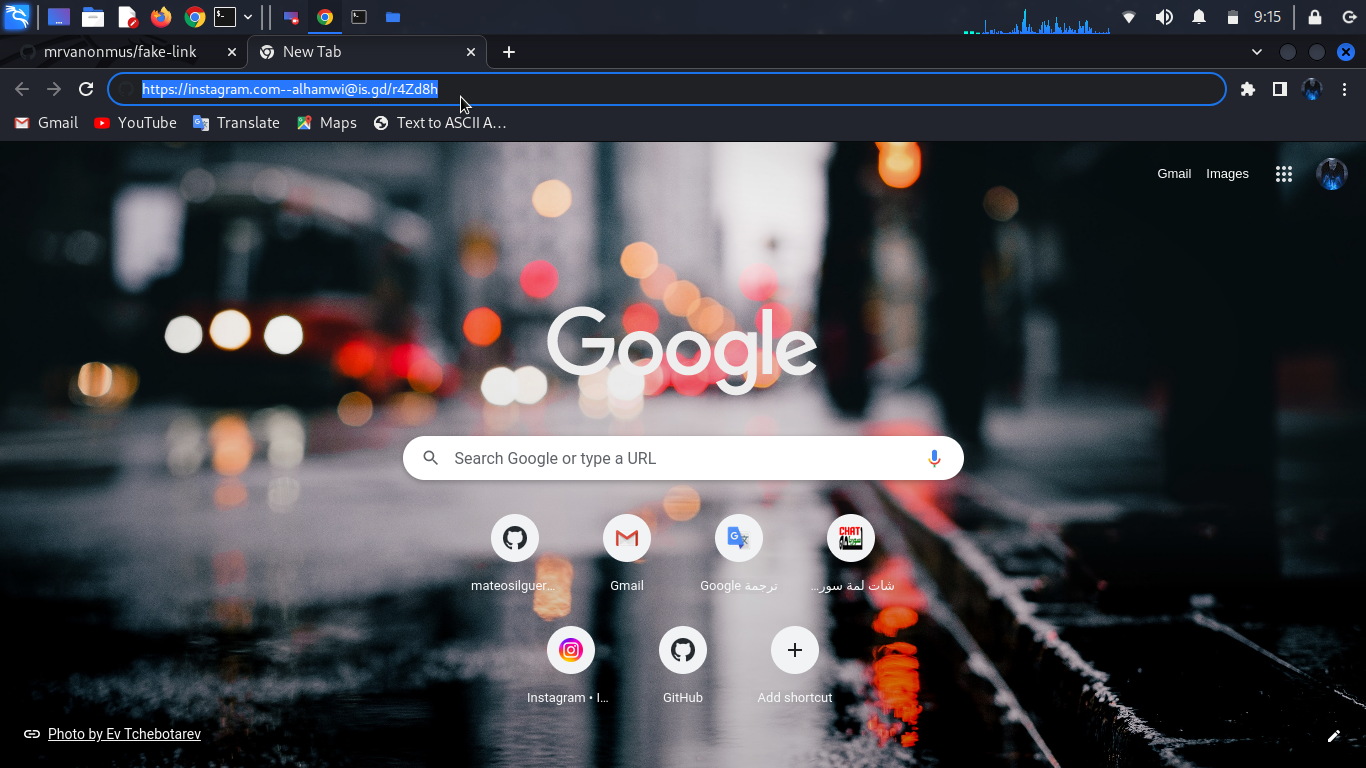 9:15
mrvanonmus/fake-link
New Tab
https://instagram.com--alhamwi@is.gd/r4Zd8h
Gmail YouTube Translate Maps Text to ASCII A…
Gmail Images
Google
Search Google or type a URL
mateosilguer… Gmail ترجمة Google شات لمة سور…
Instagram • I… GitHub Add shortcut
Photo by Ev Tchebotarev